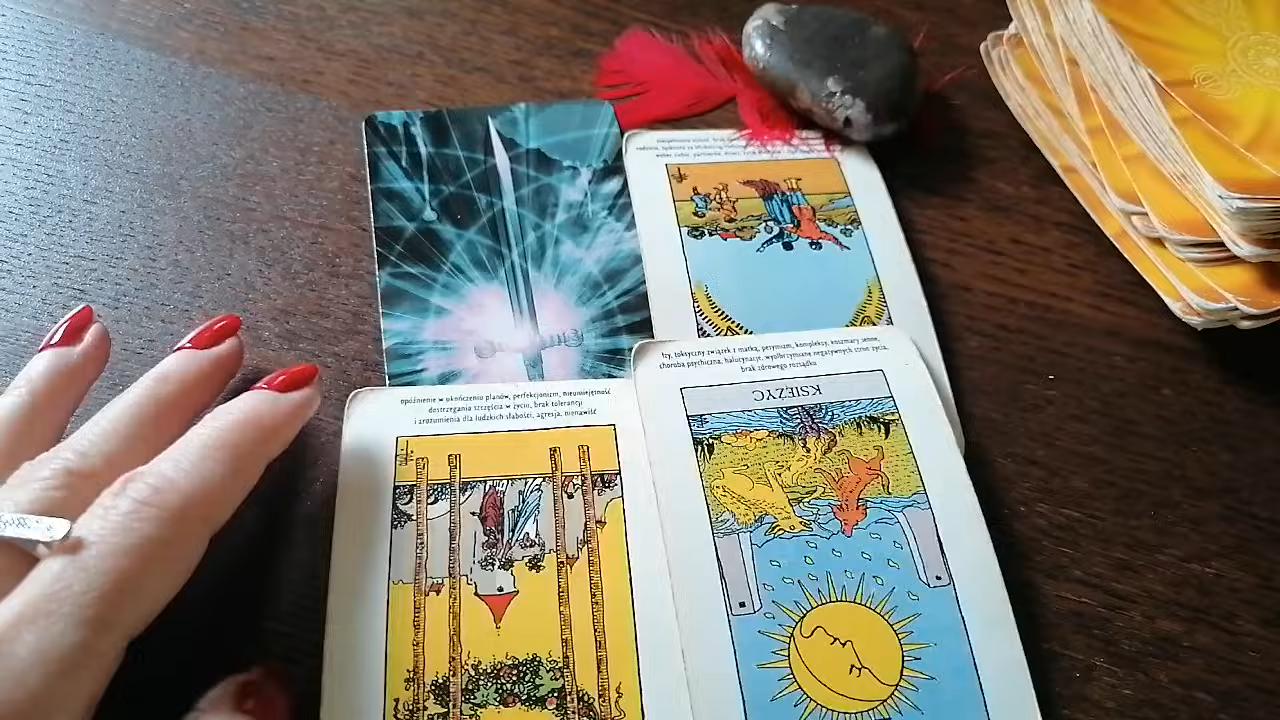 łzy, toksyczny związek z matką, pesymizm, kompleksy, koszmary senne,
choroba psychiczna, halucynacje, wyolbrzymianie negatywnych stron życia,
brak zdrowego rozsądku
KSIĘŻYC
opóźnienie w ukończeniu planów, perfekcjonizm, nieumiejętność
dostrzegania szczęścia w życiu, brak tolerancji
i zrozumienia dla ludzkich słabości, agresja, nienawiść